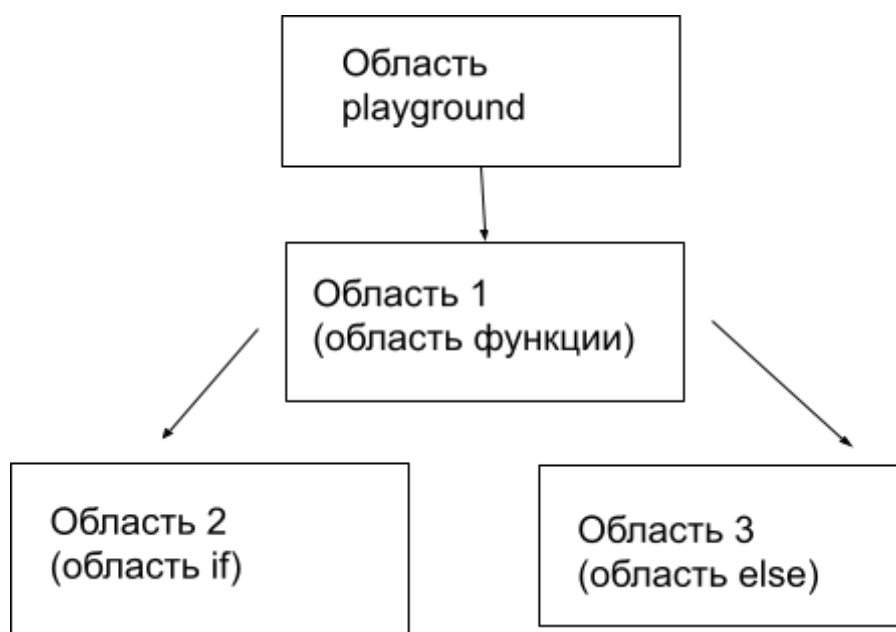 Область
playground
Область 1
(область функции)
Область 2
(область if)
Область 3
(область else)